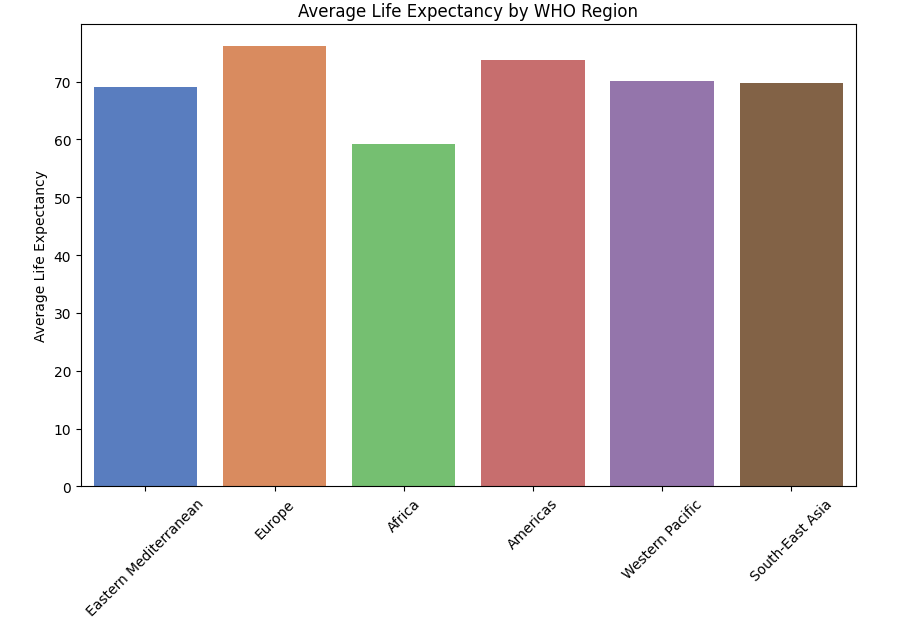 Average Life Expectancy by WHO Region
Average Life Expectancy
70
60
50
40
30
20
10
0
Eastern Mediterranean
Europe
Africa
Americas
Western Pacific
South-East Asia